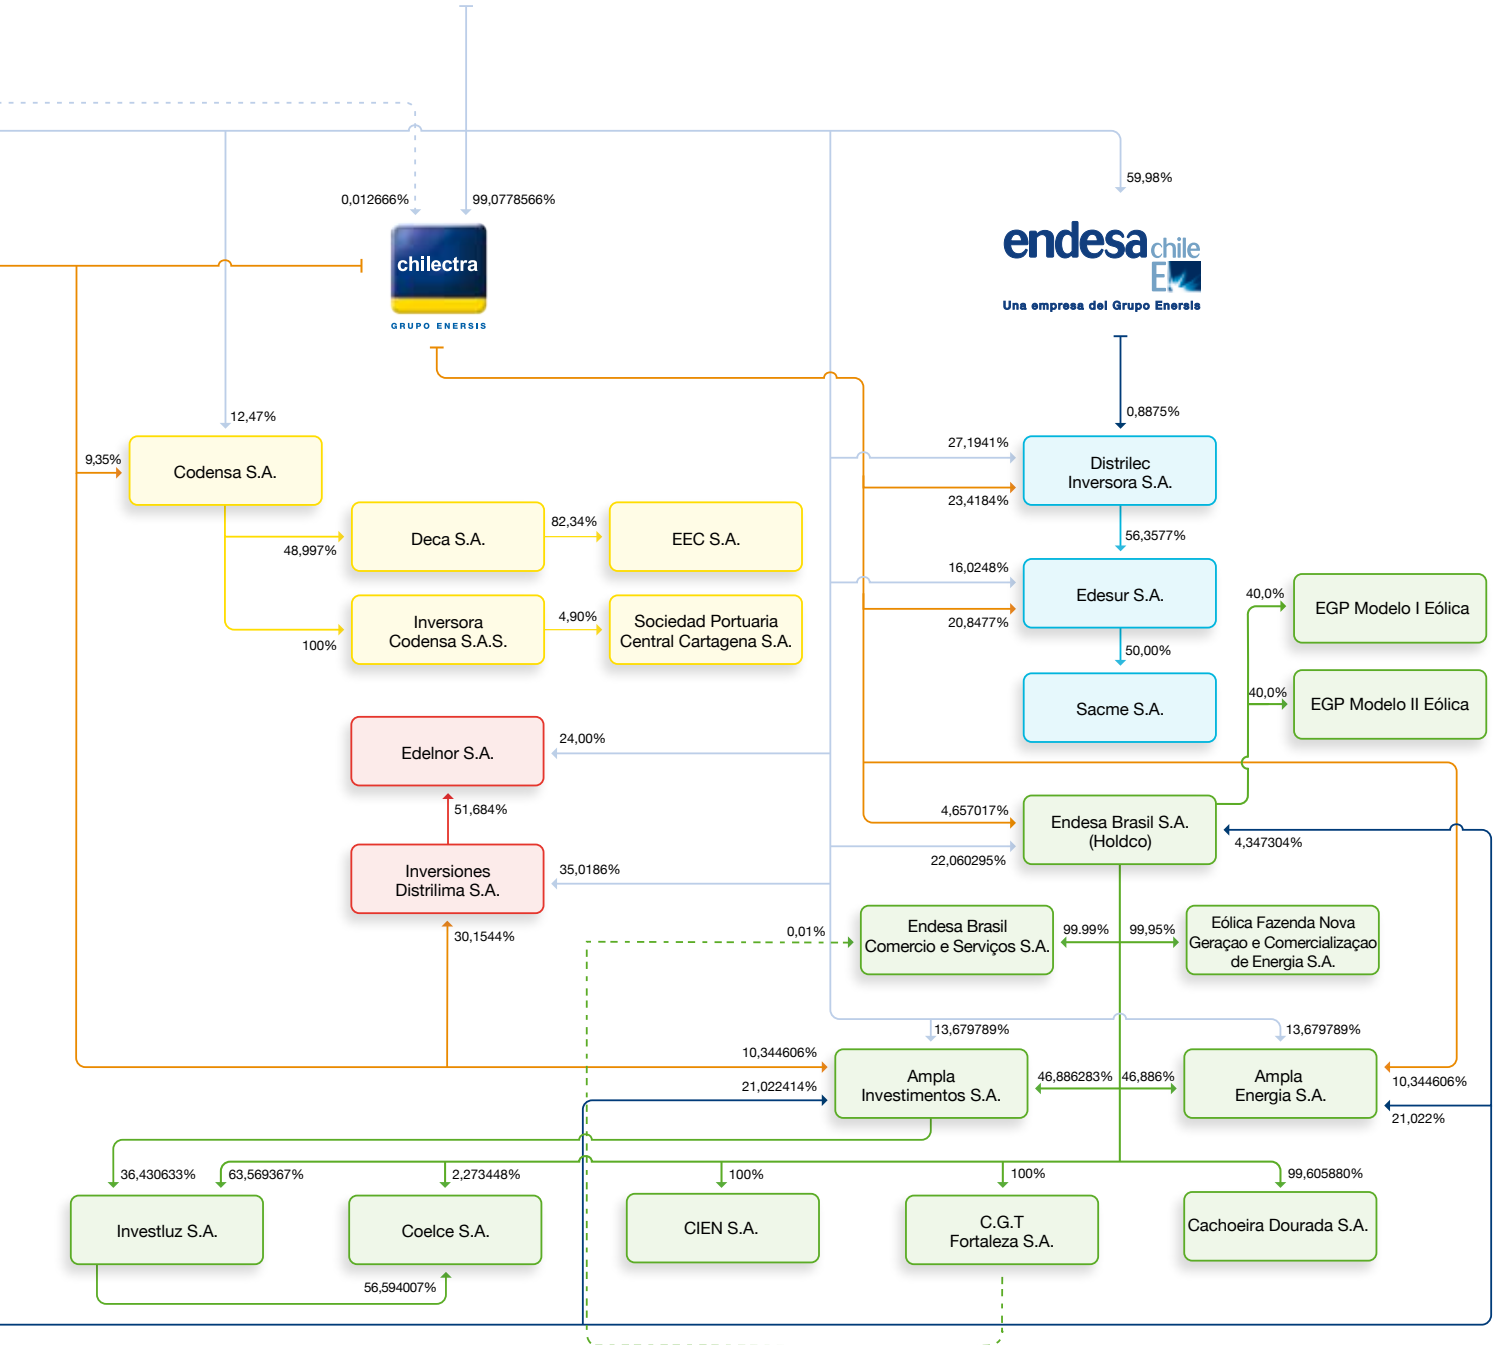 59,98%
0,012666%
99,0778566%
chilectra
GRUPO ENERSIS
endesa chile
E
Una empresa del Grupo Enersis
12,47%
0,8875%
9,35%
Codensa S.A.
27,1941%
Distrilec
Inversora S.A.
23,4184%
48,997%
Deca S.A.
82,34%
EEC S.A.
56,3577%
16,0248%
Edesur S.A.
20,8477%
100%
Inversora
Codensa S.A.S.
4,90%
Sociedad Portuaria
Central Cartagena S.A.
50,00%
40,0%
EGP Modelo I Eólica
Sacme S.A.
40,0%
EGP Modelo II Eólica
Edelnor S.A.
24,00%
51,684%
4,657017%
Endesa Brasil S.A.
(Holdco)
4,347304%
22,060295%
Inversiones
Distrilima S.A.
35,0186%
30,1544%
0,01%
Endesa Brasil
Comercio e Serviços S.A.
99.99%
99,95%
Eólica Fazenda Nova
Geraçao e Comercializaçao
de Energia S.A.
13,679789%
13,679789%
10,344606%
21,022414%
Ampla
Investimentos S.A.
46,886283%
46,886%
Ampla
Energia S.A.
10,344606%
21,022%
36,430633%
63,569367%
2,273448%
100%
100%
99,605880%
Investluz S.A.
Coelce S.A.
CIEN S.A.
C.G.T
Fortaleza S.A.
Cachoeira Dourada S.A.
56,594007%